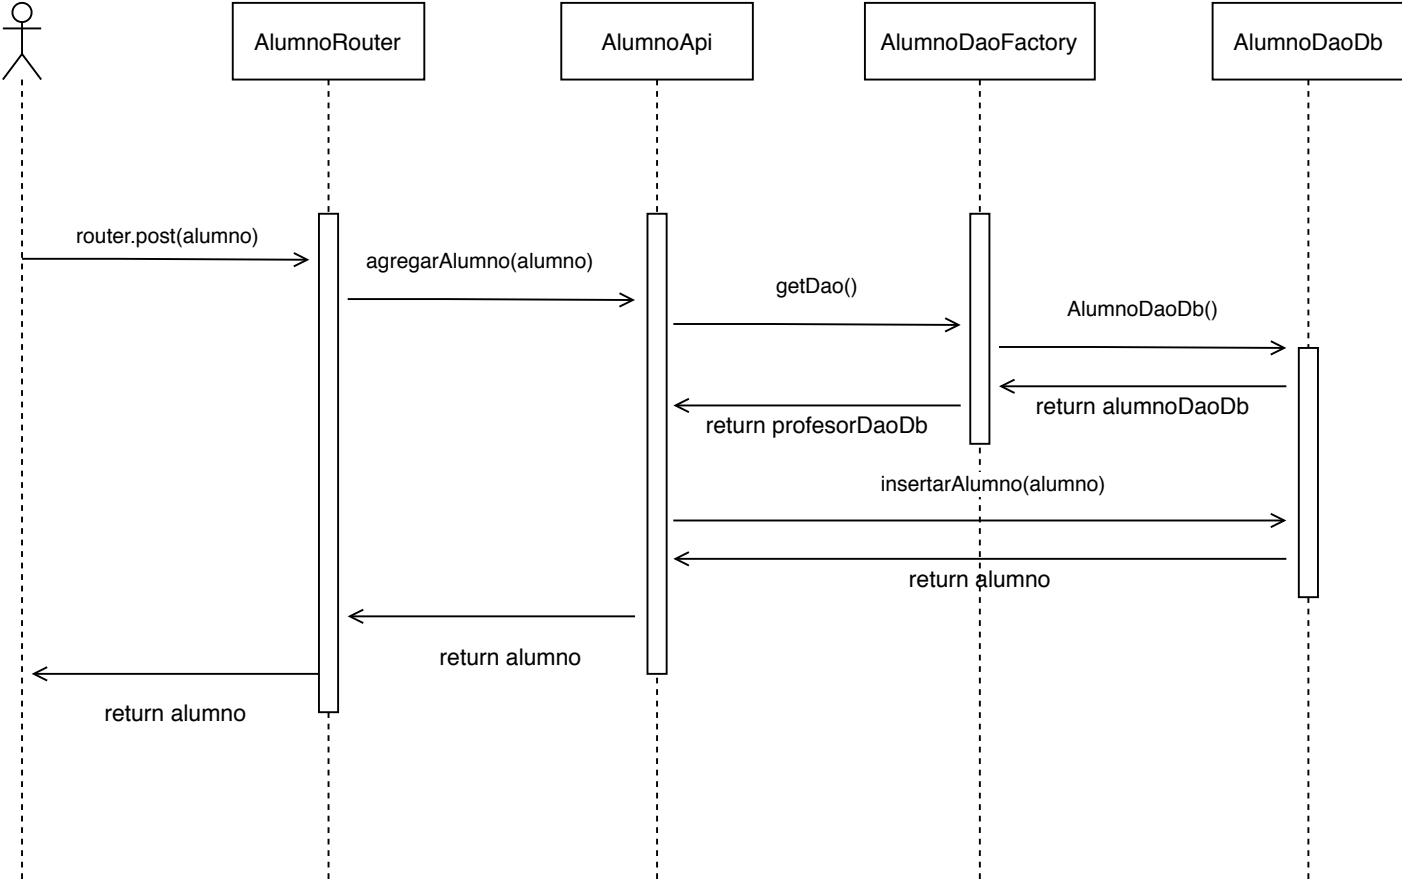 AlumnoRouter
AlumnoApi
AlumnoDaoFactory
AlumnoDaoDb
router.post(alumno)
agregarAlumno(alumno)
getDao()
AlumnoDaoDb()
return alumnoDaoDb
return profesorDaoDb
insertarAlumno(alumno)
return alumno
return alumno
return alumno